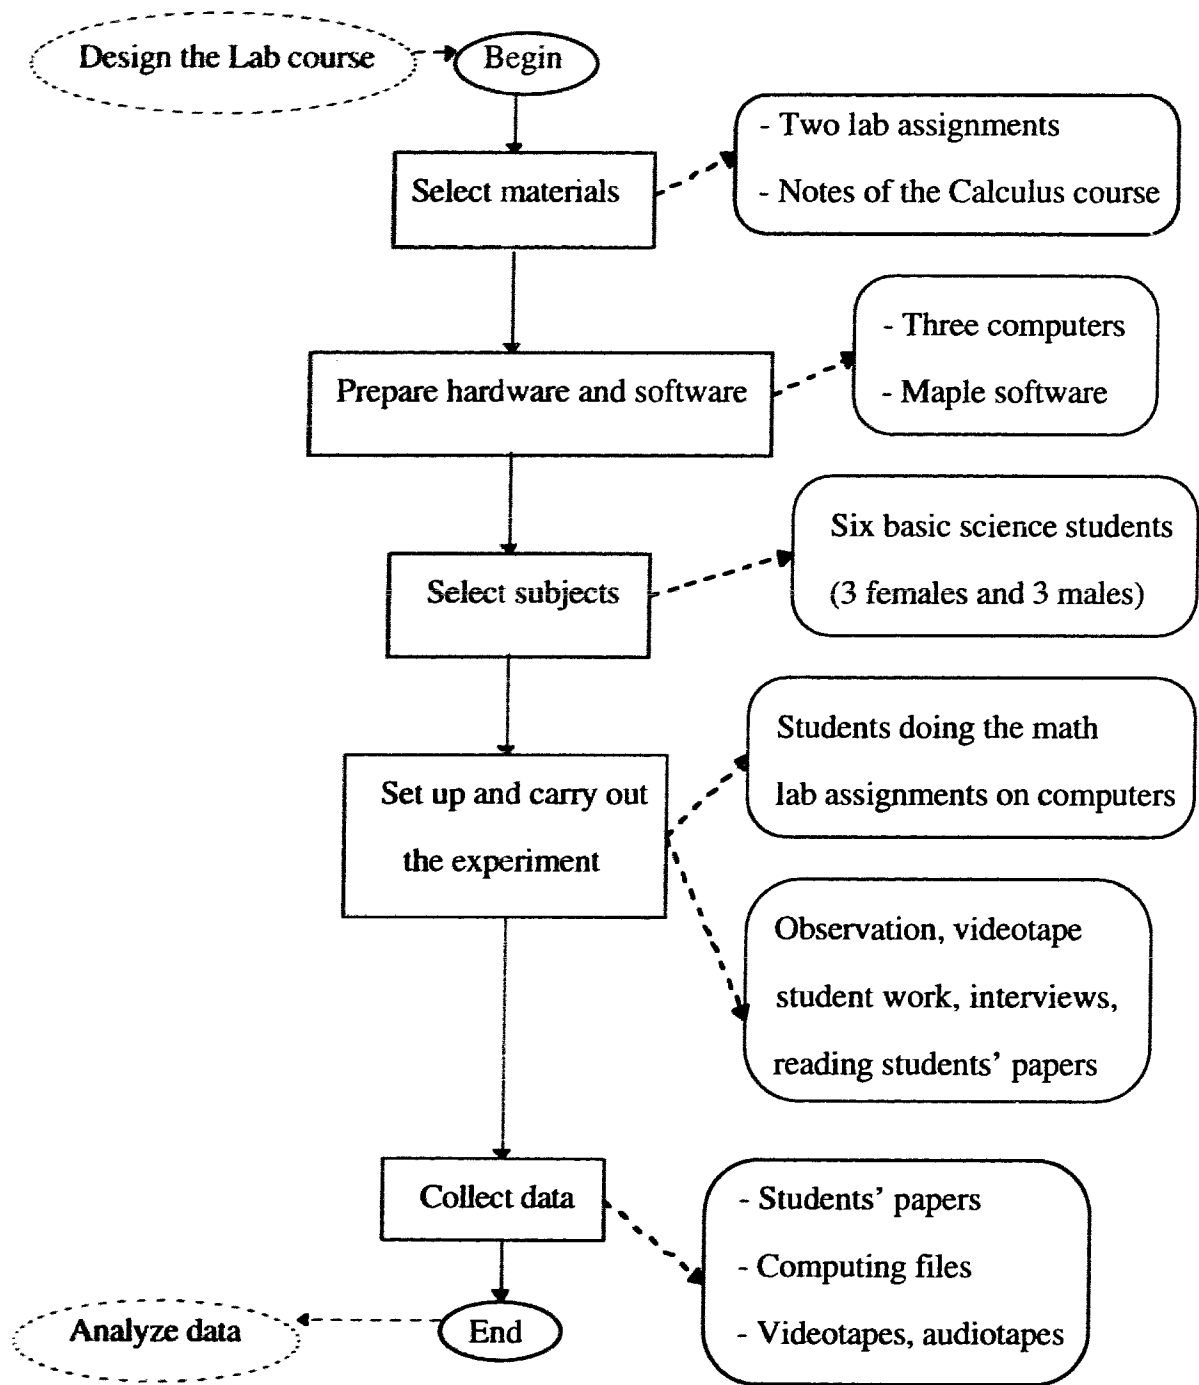 Design the Lab course
Begin
- Two lab assignments
Select materials
- Notes of the Calculus course
- Three computers
Prepare hardware and software
- Maple software
Six basic science students
Select subjects
(3 females and 3 males)
Students doing the math
lab assignments on computers
Set up and carry out
the experiment
Observation, videotape
student work, interviews,
reading students' papers
Collect data
- Students' papers
- Computing files
- Videotapes, audiotapes
End
Analyze data